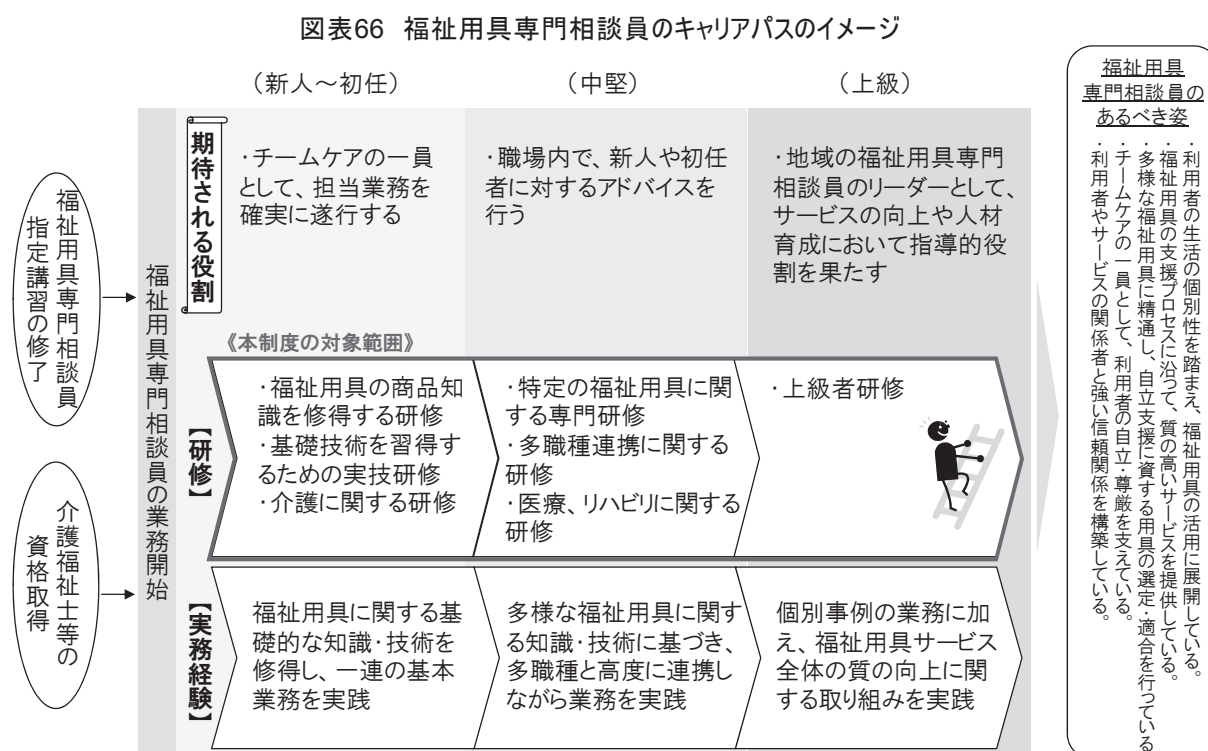 図表66 福祉用具専門相談員のキャリアパスのイメージ
（新人～初任）
（中堅）
（上級）
福祉用具専門相談員
指定講習の修了
介護福祉士等の
資格取得
福祉用具専門相談員の業務開始
期待される役割
・チームケアの一員
として、担当業務を
確実に遂行する
・職場内で、新人や初任
者に対するアドバイスを
行う
・地域の福祉用具専門
相談員のリーダーとして、
サービスの向上や人材
育成において指導的役
割を果たす
《本制度の対象範囲》
【研修】
・福祉用具の商品知
識を修得する研修
・基礎技術を習得す
るための実技研修
・介護に関する研修
・特定の福祉用具に関
する専門研修
・多職種連携に関する
研修
・医療、リハビリに関する
研修
・上級者研修
【実務経験】
福祉用具に関する基
礎的な知識・技術を
修得し、一連の基本
業務を実践
多様な福祉用具に関す
る知識・技術に基づき、
多職種と高度に連携し
ながら業務を実践
個別事例の業務に加
え、福祉用具サービス
全体の質の向上に関
する取り組みを実践
福祉用具
専門相談員の
あるべき姿
・利用者の生活の個別性を踏まえ、福祉用具の活用に展開している。
・福祉用具の支援プロセスに沿って、質の高いサービスを提供している。
・多様な福祉用具に精通し、自立支援に資する用具の選定・適合を行っている
・チームケアの一員として、利用者の自立・尊厳を支えている。
・利用者やサービスの関係者と強い信頼関係を構築している。